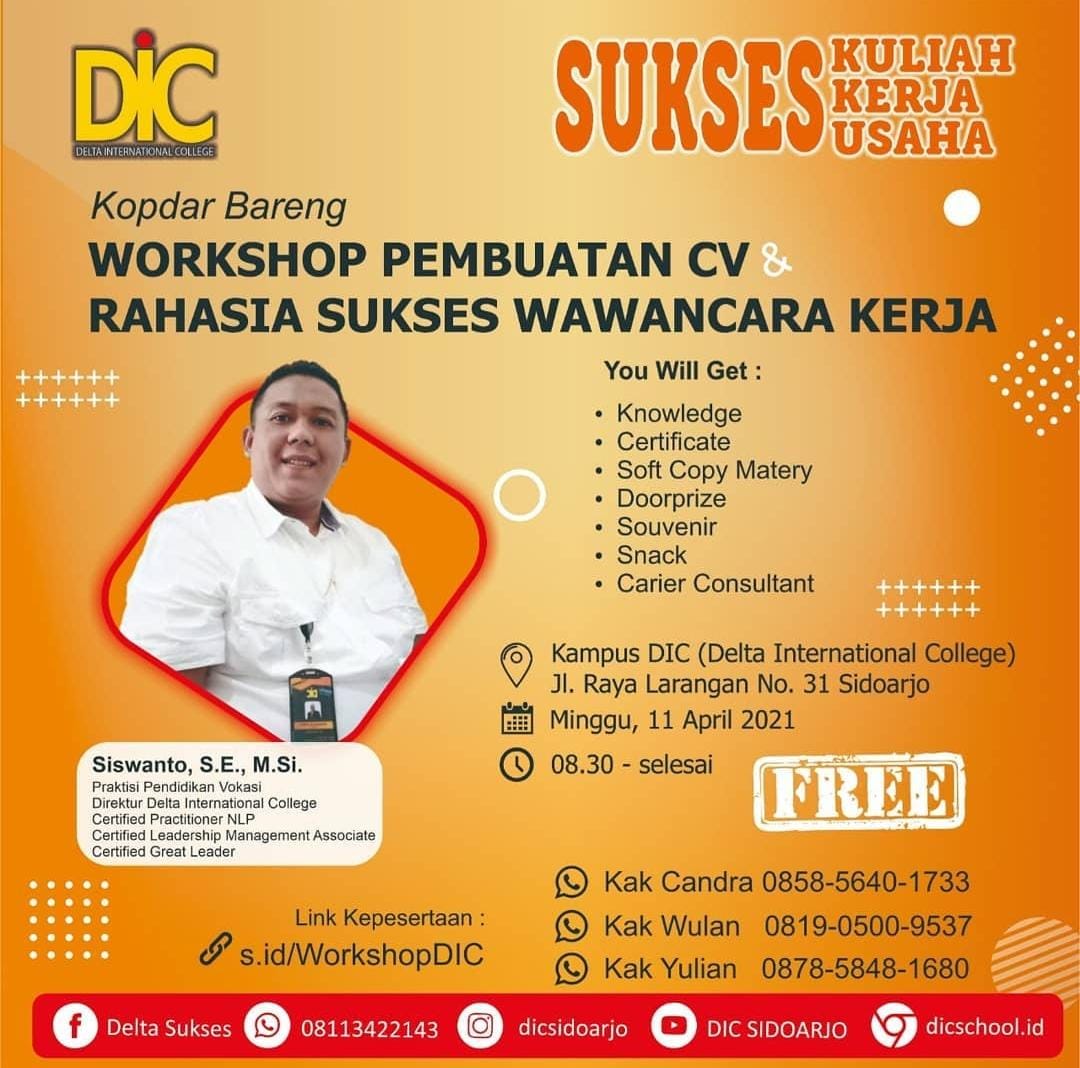 DIC
DELTA INTERNATIONAL COLLEGE
SUKSES KULIAH
KERJA
USAHA
Kopdar Bareng
WORKSHOP PEMBUATAN CV &
RAHASIA SUKSES WAWANCARA KERJA
You Will Get :
• Knowledge
• Certificate
• Soft Copy Matery
• Doorprize
• Souvenir
• Snack
• Carier Consultant
Kampus DIC (Delta International College)
Jl. Raya Larangan No. 31 Sidoarjo
Minggu, 11 April 2021
08.30 - selesai
FREE
Siswanto, S.E., M.Si.
Praktisi Pendidikan Vokasi
Direktur Delta International College
Certified Practitioner NLP
Certified Leadership Management Associate
Certified Great Leader
Kak Candra 0858-5640-1733
Kak Wulan 0819-0500-9537
Kak Yulian 0878-5848-1680
Link Kepesertaan :
s.id/WorkshopDIC
Delta Sukses 08113422143 dicsidoarjo DIC SIDOARJO dicschool.id